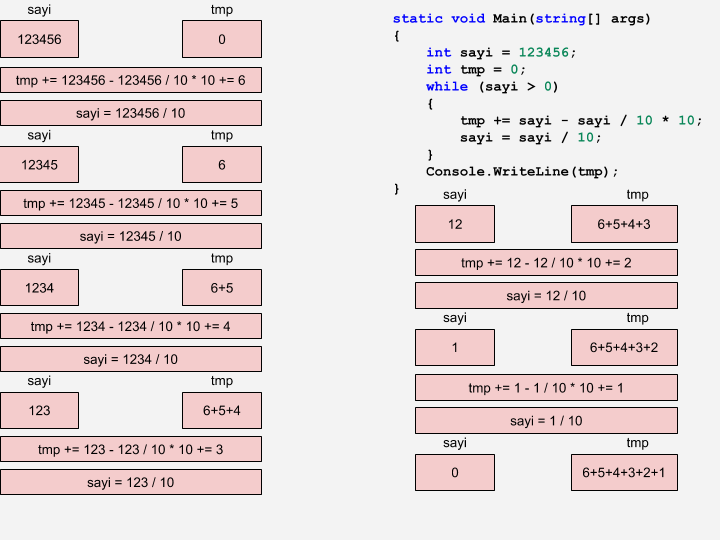 sayi tmp
123456 0
tmp += 123456 - 123456 / 10 * 10 += 6
sayi = 123456 / 10
sayi tmp
12345 6
tmp += 12345 - 12345 / 10 * 10 += 5
sayi = 12345 / 10
sayi tmp
1234 6+5
tmp += 1234 - 1234 / 10 * 10 += 4
sayi = 1234 / 10
sayi tmp
123 6+5+4
tmp += 123 - 123 / 10 * 10 += 3
sayi = 123 / 10
static void Main(string[] args)
{
int sayi = 123456;
int tmp = 0;
while (sayi > 0)
{
tmp += sayi - sayi / 10 * 10;
sayi = sayi / 10;
}
Console.WriteLine(tmp);
}
sayi tmp
12 6+5+4+3
tmp += 12 - 12 / 10 * 10 += 2
sayi = 12 / 10
sayi tmp
1 6+5+4+3+2
tmp += 1 - 1 / 10 * 10 += 1
sayi = 1 / 10
sayi tmp
0 6+5+4+3+2+1